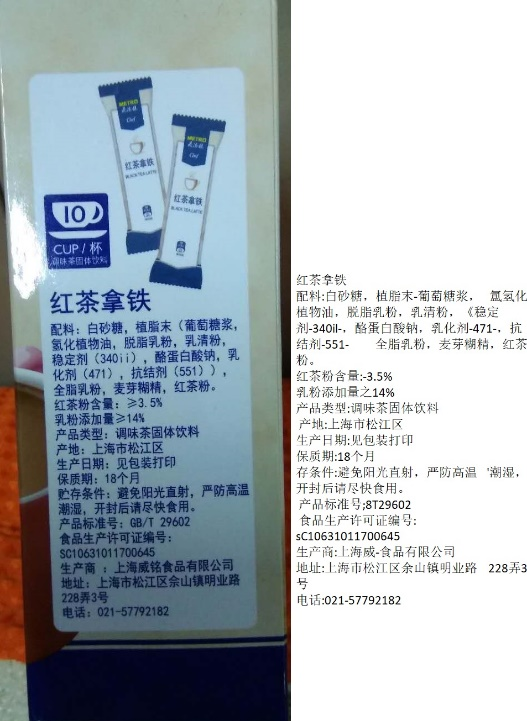 METRO
麦德龙
Chef
红茶拿铁
BLACK TEA LATTE
METRO
麦德龙
Chef
红茶拿铁
BLACK TEA LATTE
10
CUP / 杯
调味茶固体饮料
红茶拿铁
配料：白砂糖，植脂末（葡萄糖浆，
氢化植物油，脱脂乳粉，乳清粉，
稳定剂（340ii），酪蛋白酸钠，乳
化剂（471），抗结剂（551）），
全脂乳粉，麦芽糊精，红茶粉。
红茶粉含量：≥3.5%
乳粉添加量≥14%
产品类型：调味茶固体饮料
产地：上海市松江区
生产日期：见包装打印
保质期：18个月
贮存条件：避免阳光直射，严防高温
潮湿，开封后请尽快食用。
产品标准号：GB/T 29602
食品生产许可证编号：
SC10631011700645
生产商 ：上海威铭食品有限公司
地址：上海市松江区佘山镇明业路
228弄3号
电话：021-57792182
红茶拿铁
配料:白砂糖，植脂末-葡萄糖浆， 氩氢化
植物油，脱脂乳粉，乳清粉，《稳定
剂-340il-，酪蛋白酸钠，乳化剂-471-，抗
结剂-551- 全脂乳粉，麦芽糊精，红茶
粉。
红茶粉含量;-3.5%
乳粉添加量之14%
产品类型:调味茶固体饮料
产地:上海市松江区
生产日期:见包装打印
保质期:18个月
存条件:避免阳光直射，严防高温 '潮湿，
开封后请尽快食用。
产品标准号;8T29602
食品生产许可证编号:
sC10631011700645
生产商:上海威-食品有限公司
地址:上海市松江区佘山镇明业路 228弄3
号
电话:021-57792182